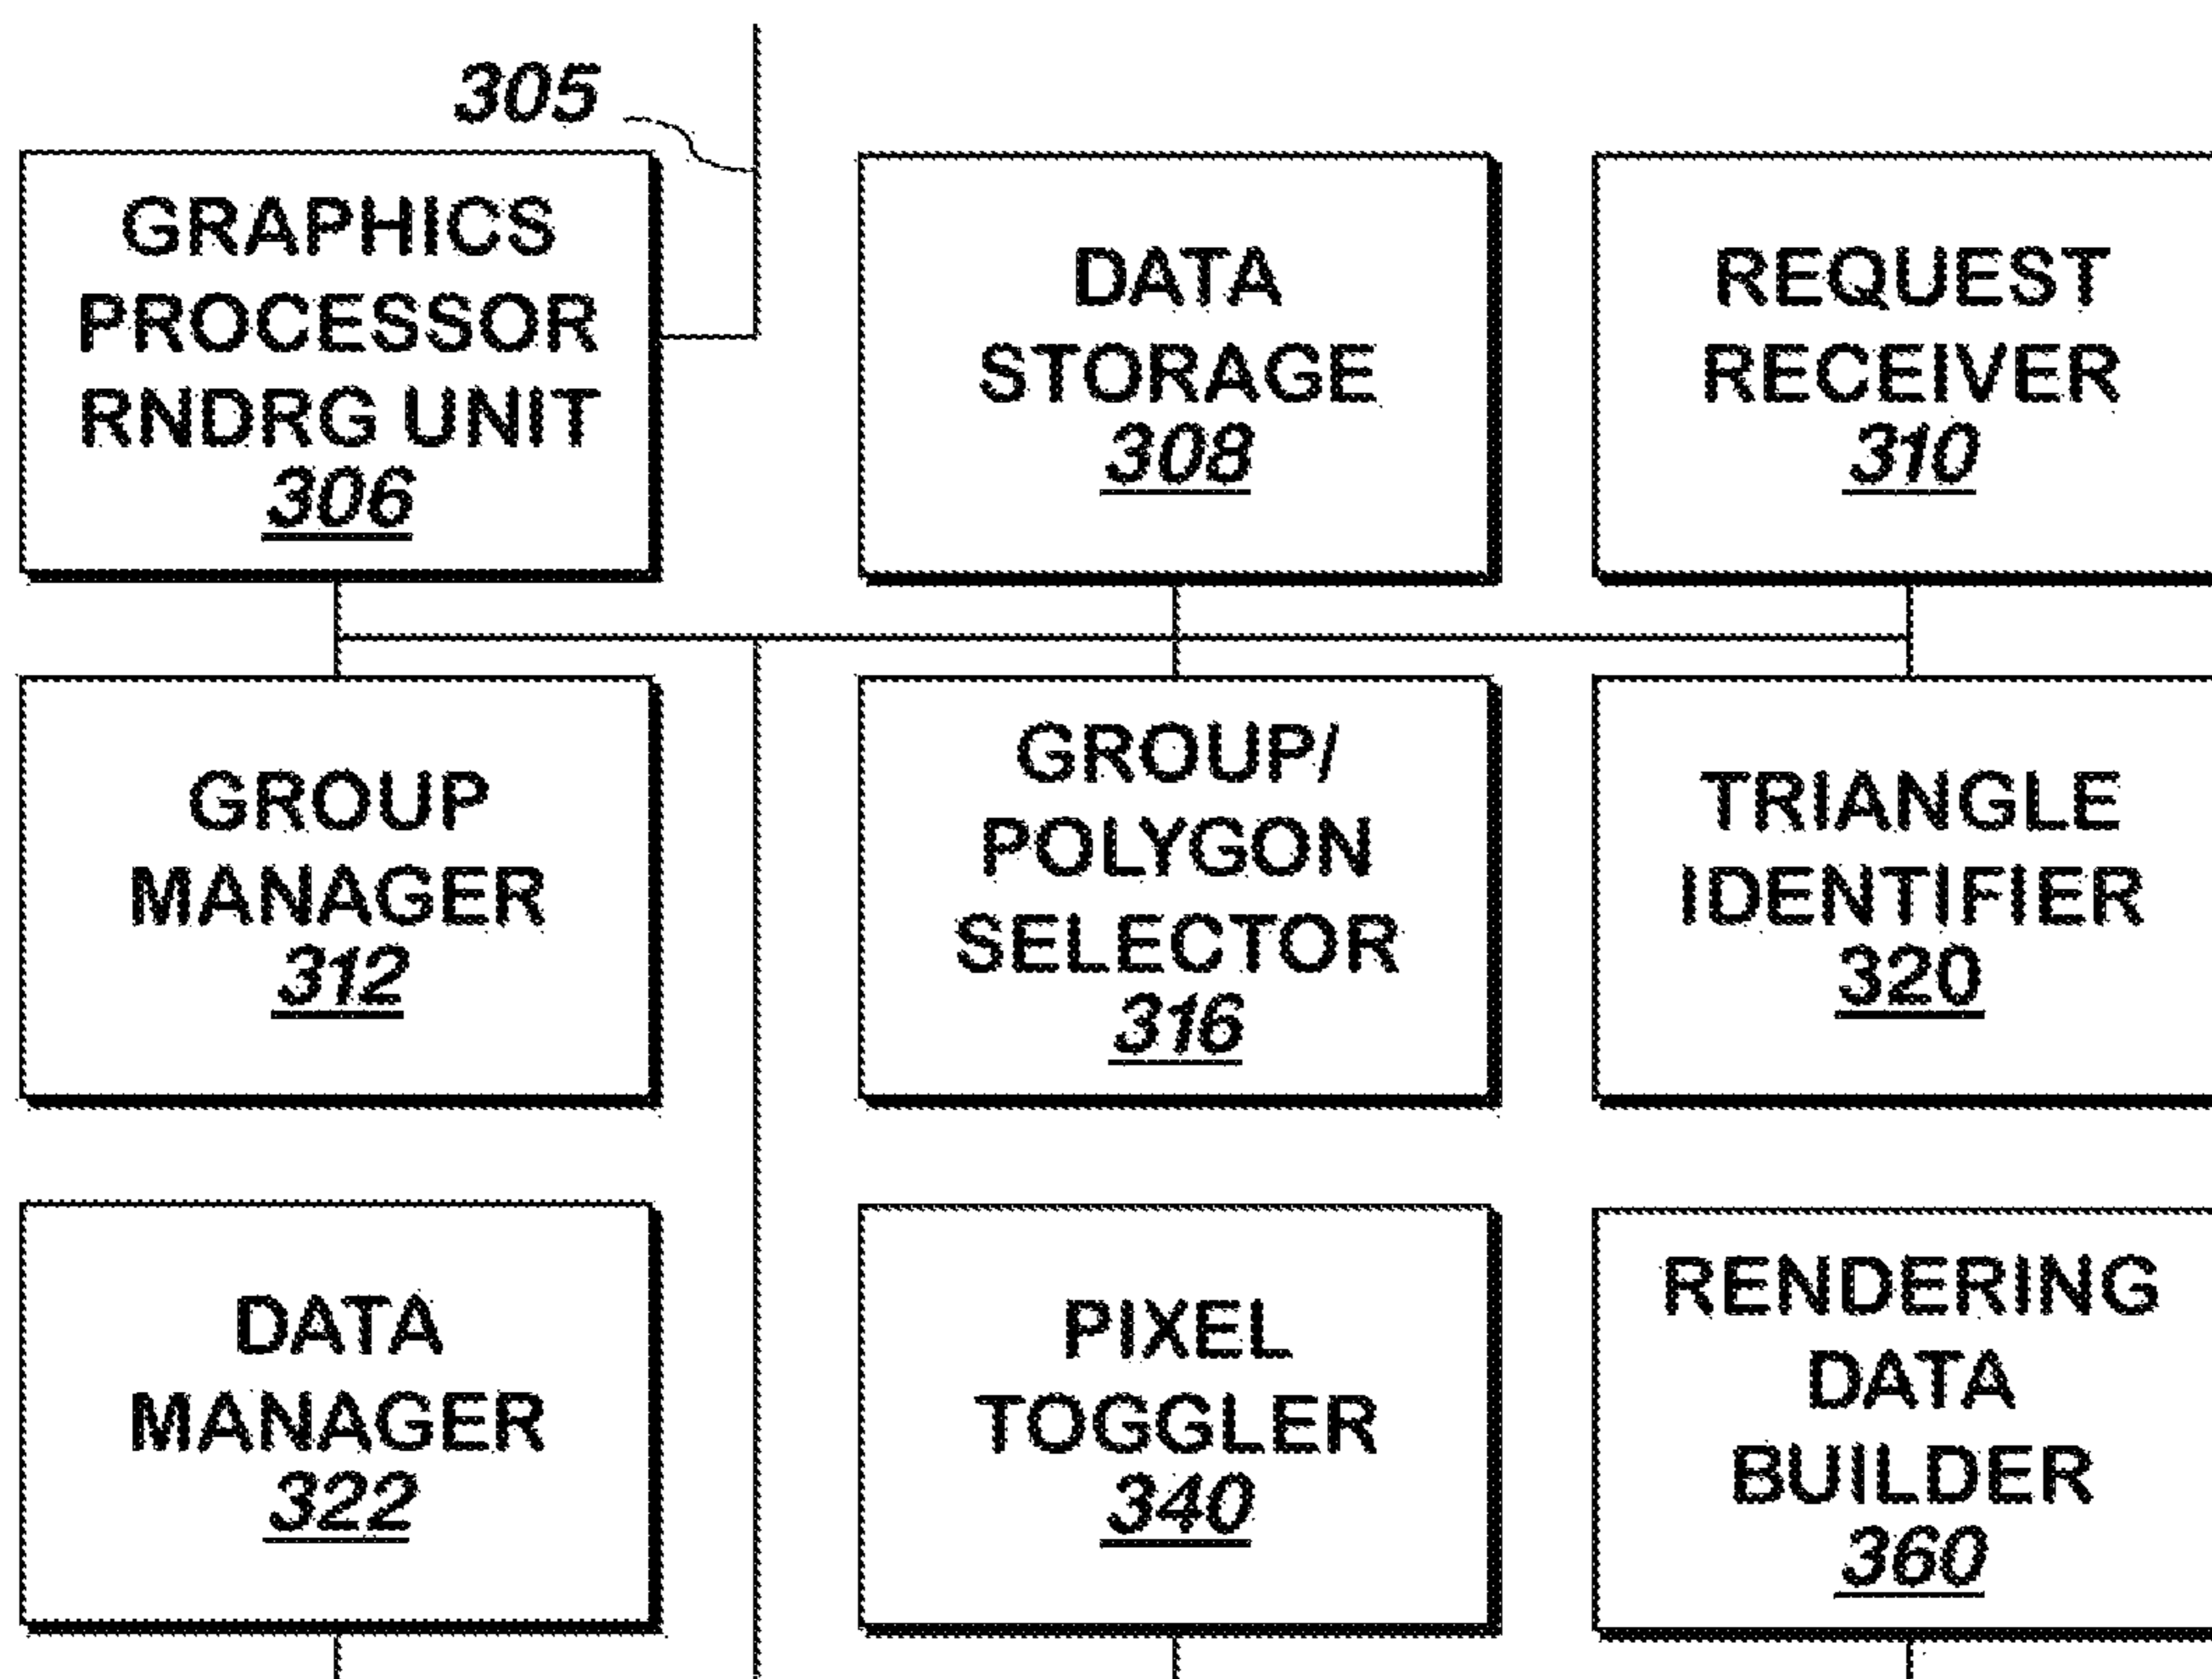 305
GRAPHICS
PROCESSOR
RNDRG UNIT
306
DATA
STORAGE
308
REQUEST
RECEIVER
310
GROUP
MANAGER
312
GROUP/
POLYGON
SELECTOR
316
TRIANGLE
IDENTIFIER
320
DATA
MANAGER
322
PIXEL
TOGGLER
340
RENDERING
DATA
BUILDER
360